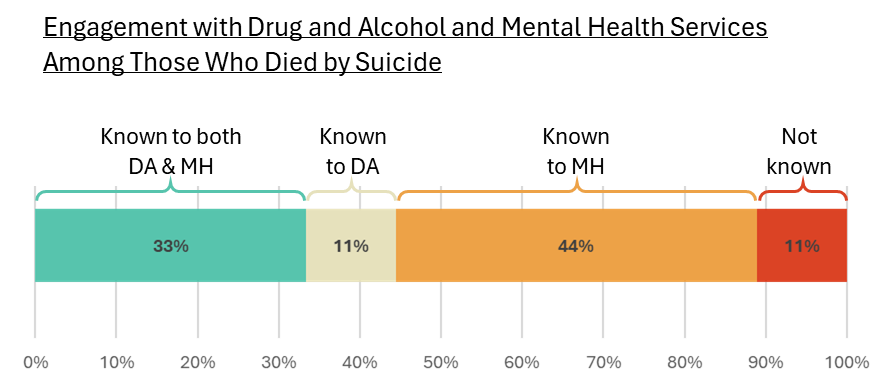 Engagement with Drug and Alcohol and Mental Health Services
Among Those Who Died by Suicide
Known to both
DA & MH
Known
to DA
Known
to MH
Not
known
33%
11%
44%
11%
0%
10%
20%
30%
40%
50%
60%
70%
80%
90%
100%